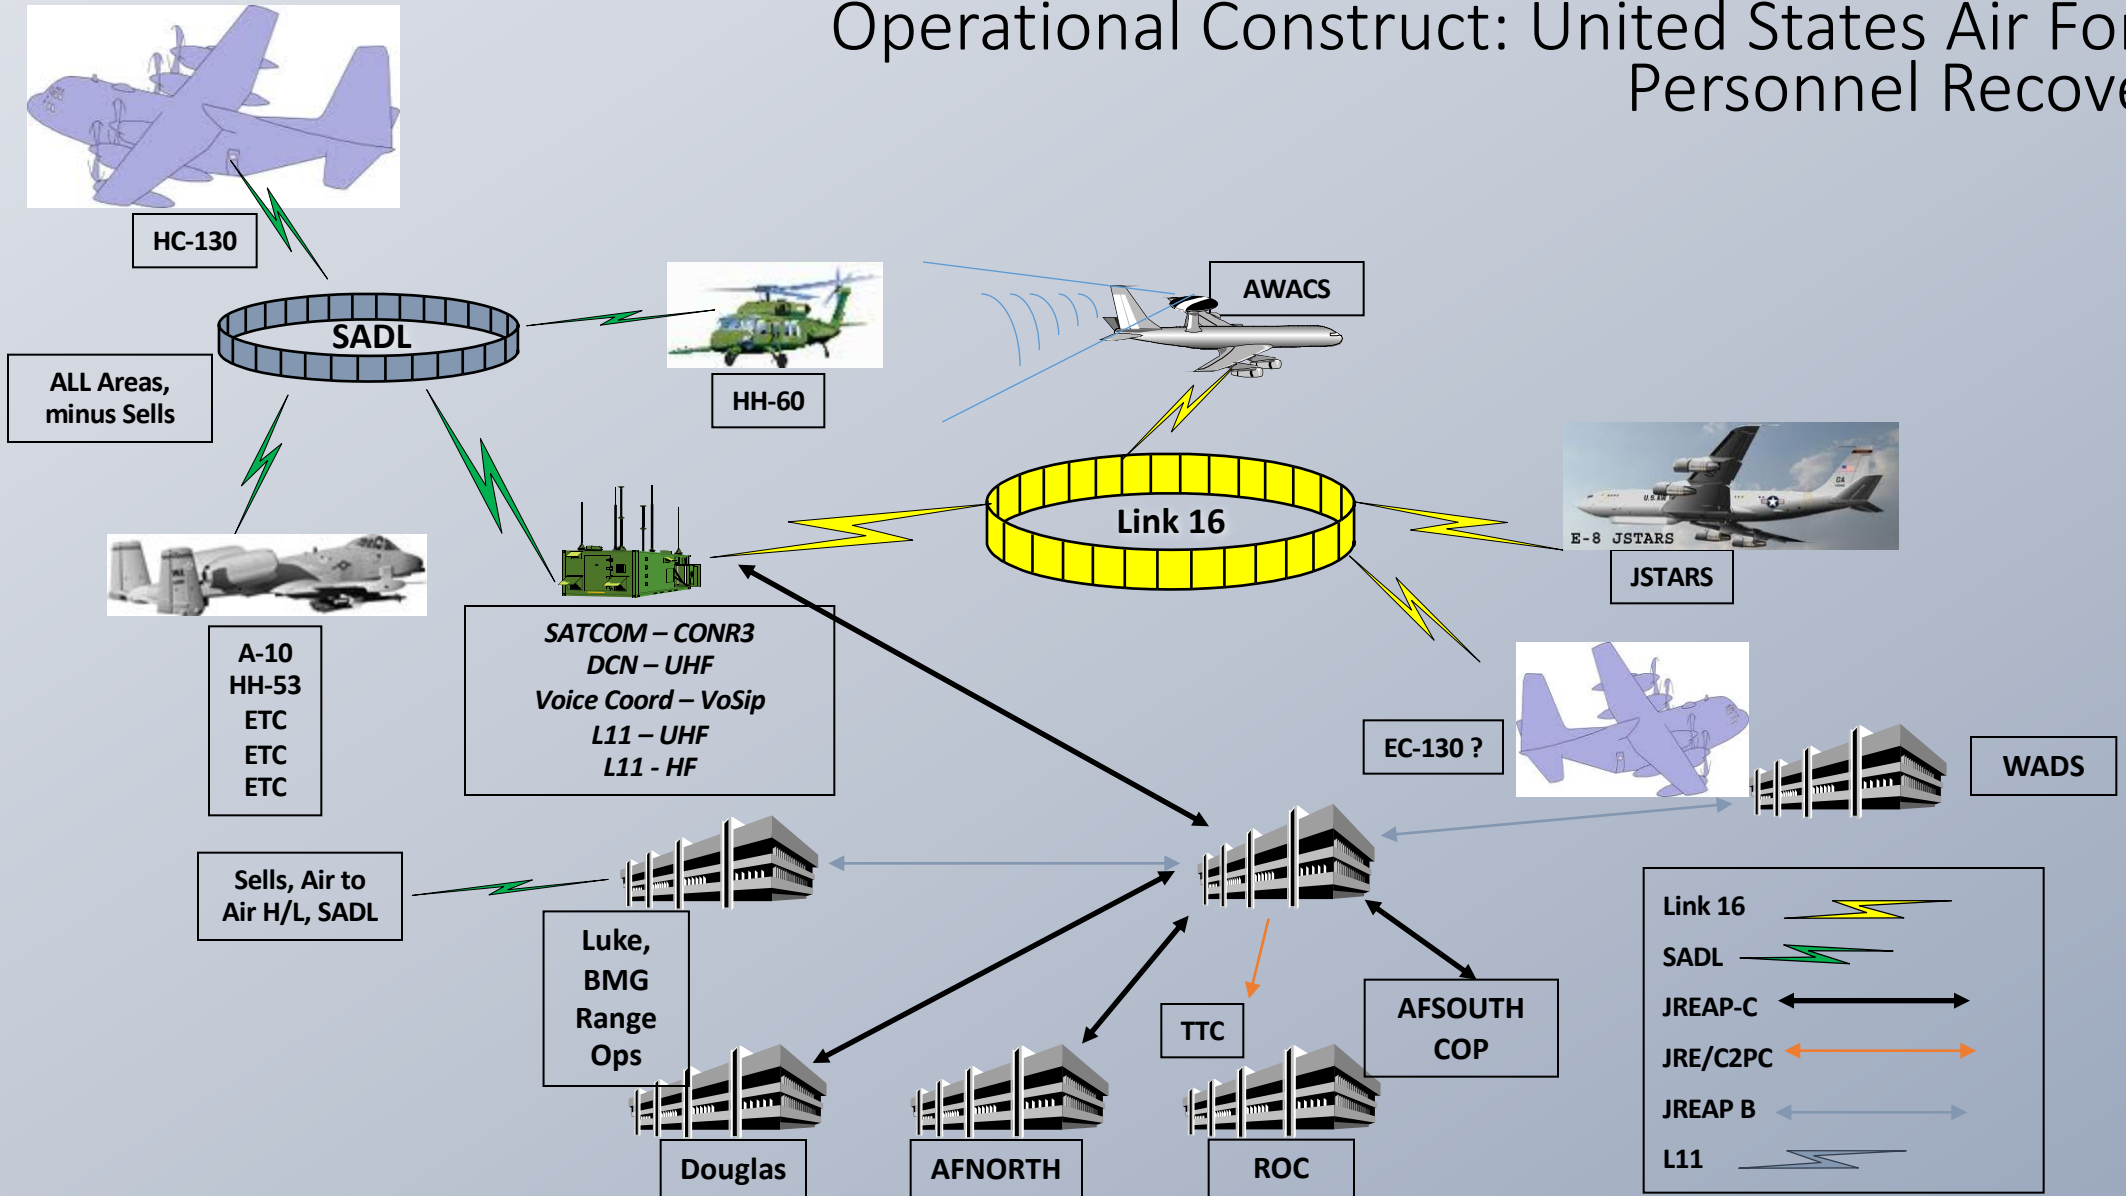 Operational Construct: United States Air For
Personnel Recove
HC-130
SADL
ALL Areas,
minus Sells
HH-60
AWACS
Link 16
E-8 JSTARS
JSTARS
A-10
HH-53
ETC
ETC
ETC
SATCOM – CONR3
DCN – UHF
Voice Coord – VoSip
L11 – UHF
L11 - HF
EC-130 ?
WADS
Sells, Air to
Air H/L, SADL
Luke,
BMG
Range
Ops
TTC
AFSOUTH
COP
Douglas
AFNORTH
ROC
Link 16
SADL
JREAP-C
JRE/C2PC
JREAP B
L11